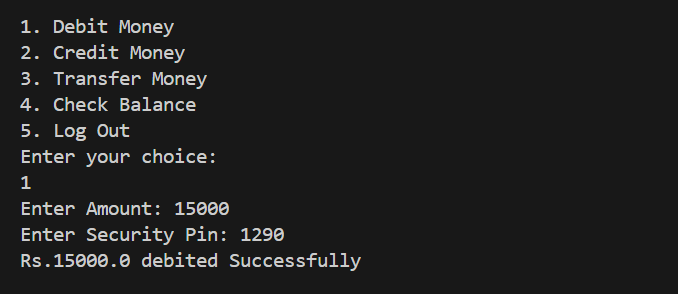 1. Debit Money
2. Credit Money
3. Transfer Money
4. Check Balance
5. Log Out
Enter your choice:
1
Enter Amount: 15000
Enter Security Pin: 1290
Rs.15000.0 debited Successfully